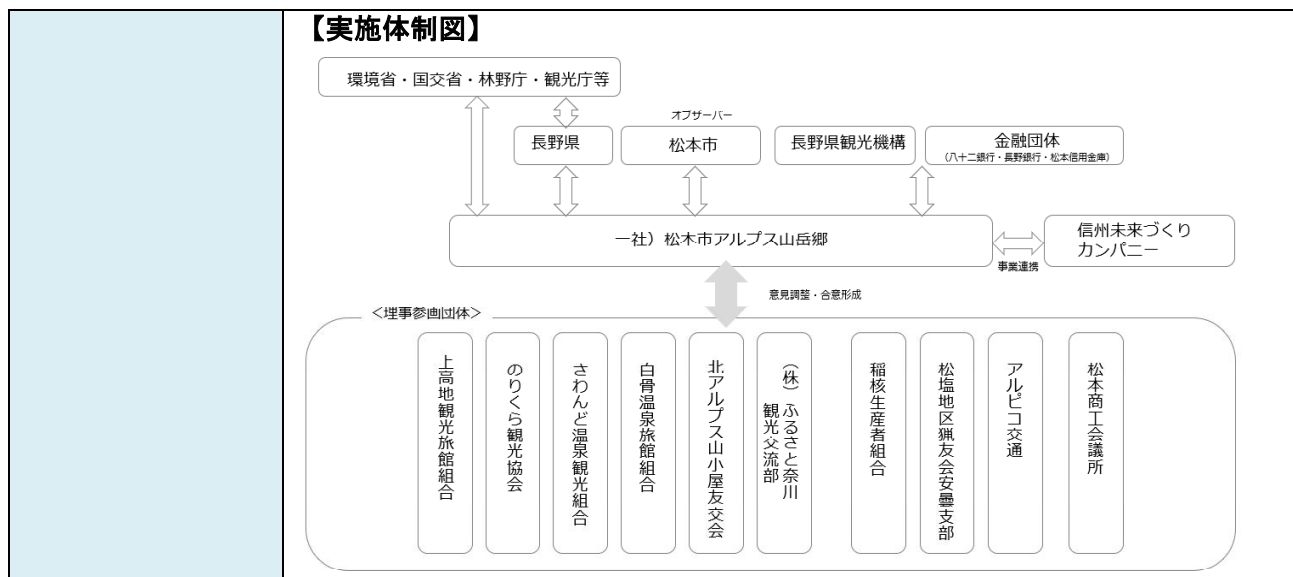 【実施体制図】
環境省・国交省・林野庁・観光庁等
オブザーバー
長野県
松本市
長野県観光機構
金融団体
（八十二銀行・長野銀行・松本信用金庫）
一社）松本市アルプス山岳郷
信州未来づくり
カンパニー
事業連携
意見調整・合意形成
＜理事参画団体＞
上高地観光旅館組合
のりくら観光協会
さわんど温泉観光組合
白骨温泉旅館組合
北アルプス山小屋友交会
（株）ふるさと奈川
観光交流部
稲核生産者組合
松塩地区猟友会安曇支部
アルピコ交通
松本商工会議所